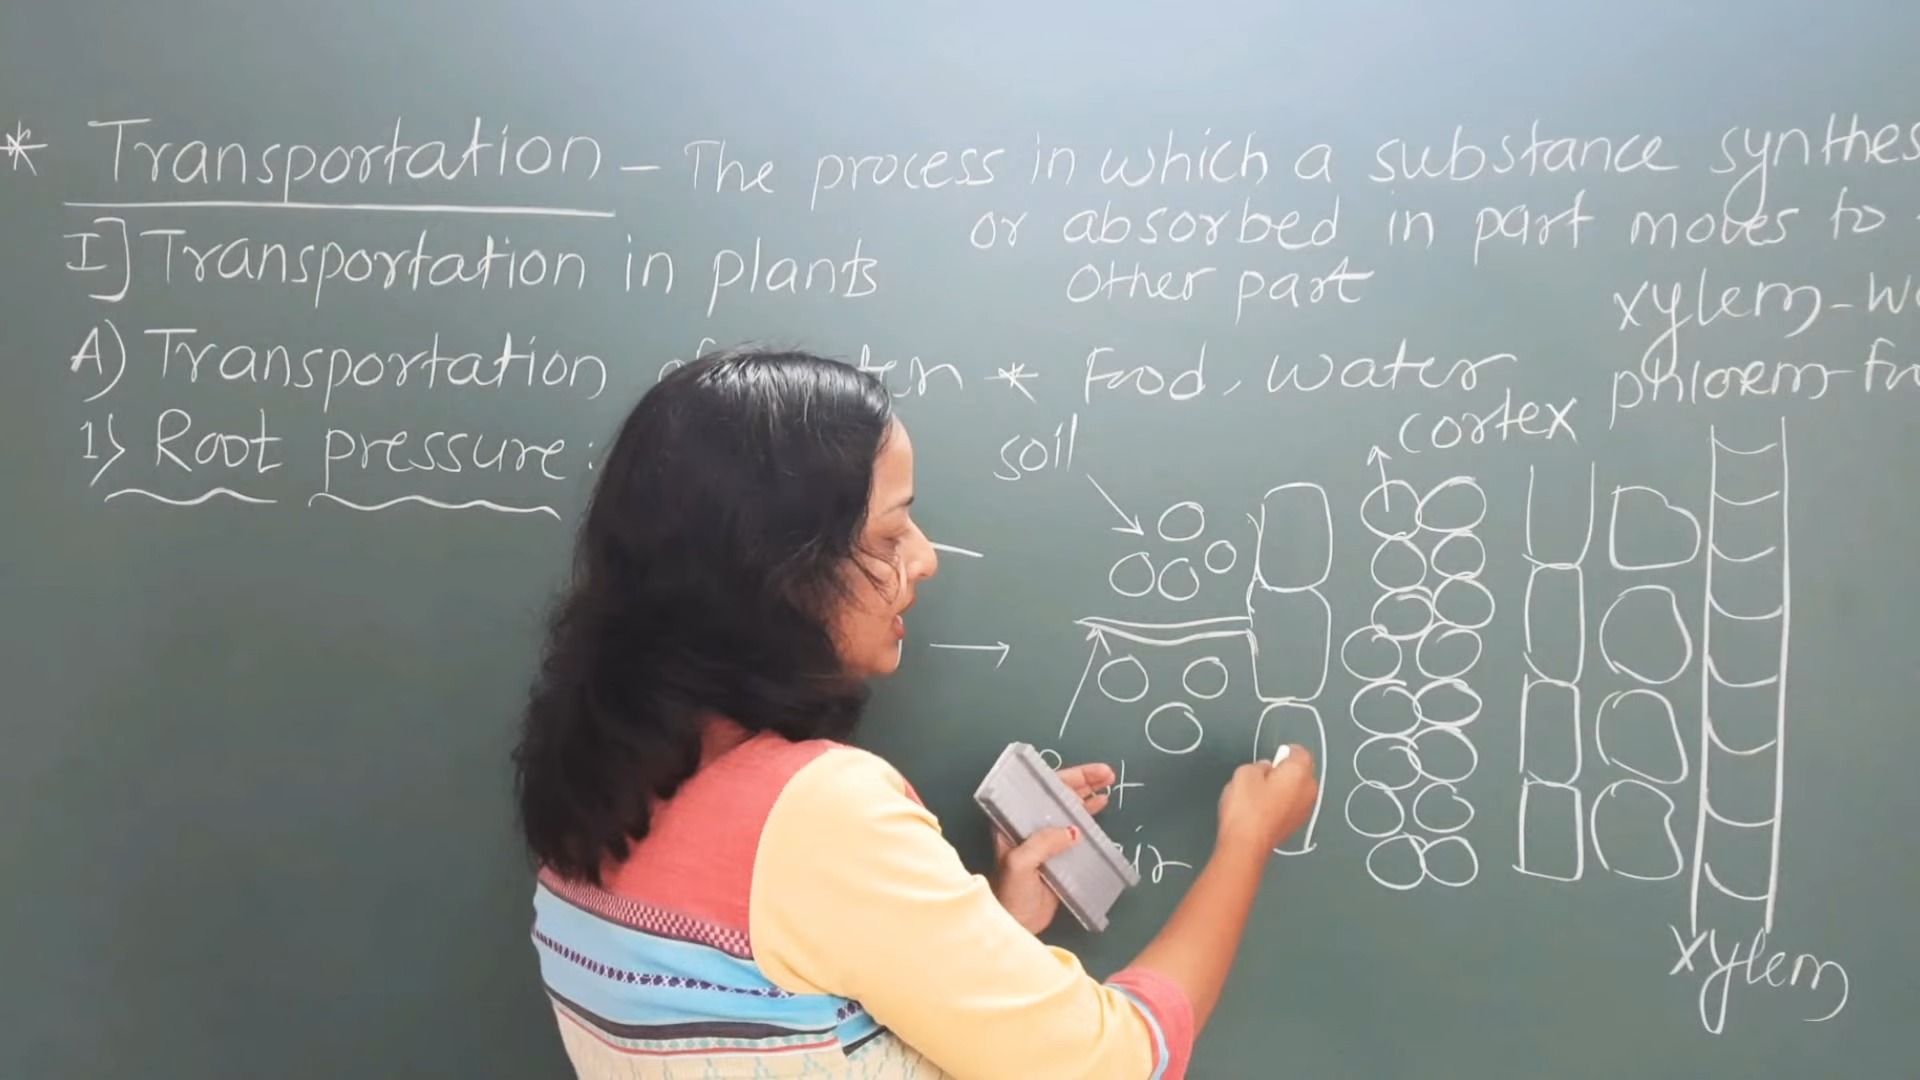 * Transportation – The process in which a substance synthes
or absorbed in part moves to
other part
I] Transportation in plants
xylem-w
phloem-f
A) Transportation
* Food, water
1) Root pressure:
soil
cortex
xylem